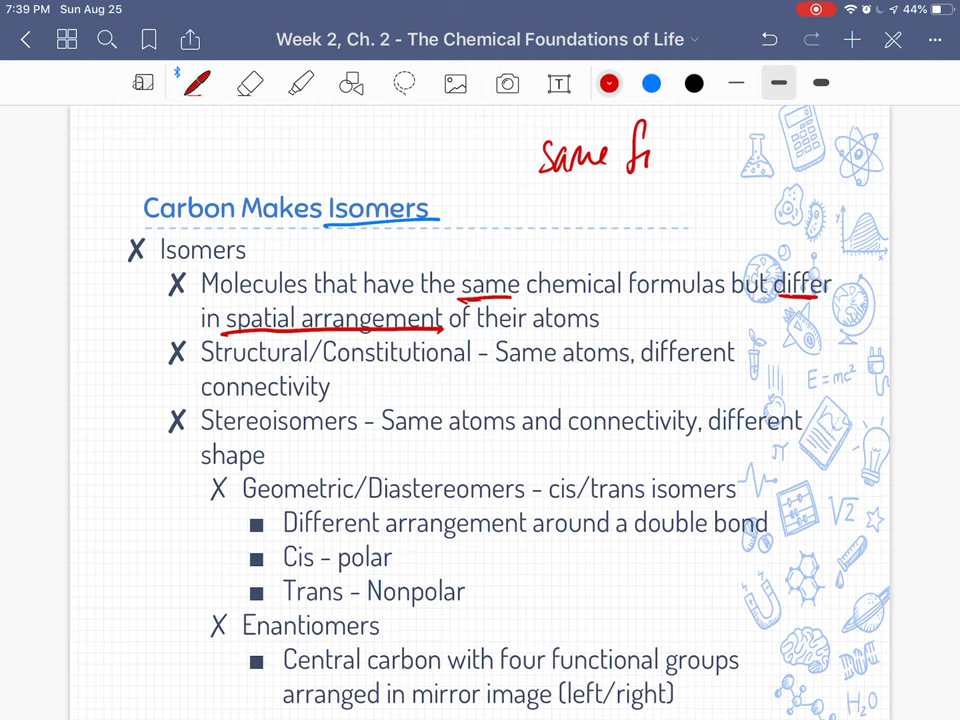 7:39 PM Sun Aug 25
44%
Week 2, Ch. 2 - The Chemical Foundations of Life
T
same
Carbon Makes Isomers
Isomers
Molecules that have the same chemical formulas but differ
in spatial arrangement of their atoms
Structural/Constitutional - Same atoms, different
connectivity
Stereoisomers - Same atoms and connectivity, different
shape
Geometric/Diastereomers - cis/trans isomers
Different arrangement around a double bond
Cis - polar
Trans - Nonpolar
Enantiomers
Central carbon with four functional groups
arranged in mirror image (left/right)
E=mc²
π
√2
H₂O